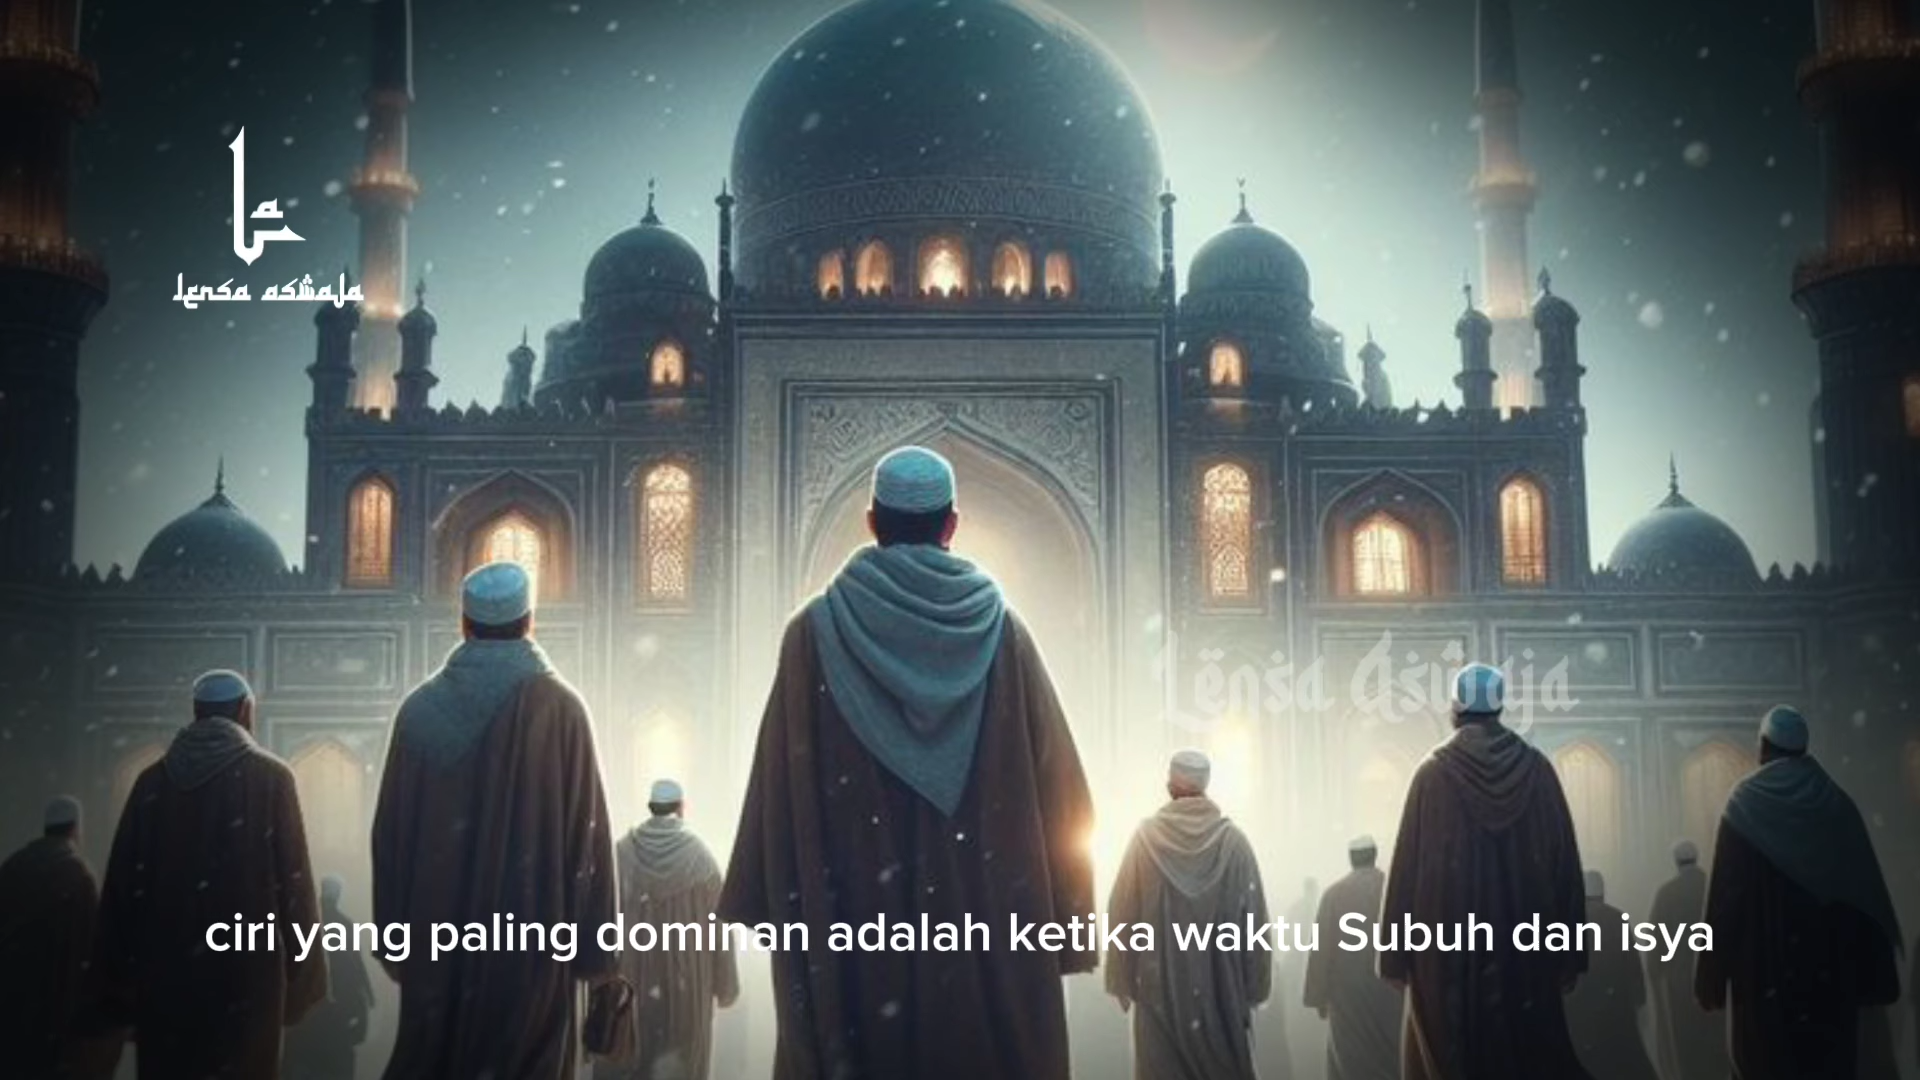 lensa aswaja
Lensa Aswaja
ciri yang paling dominan adalah ketika waktu Subuh dan isya